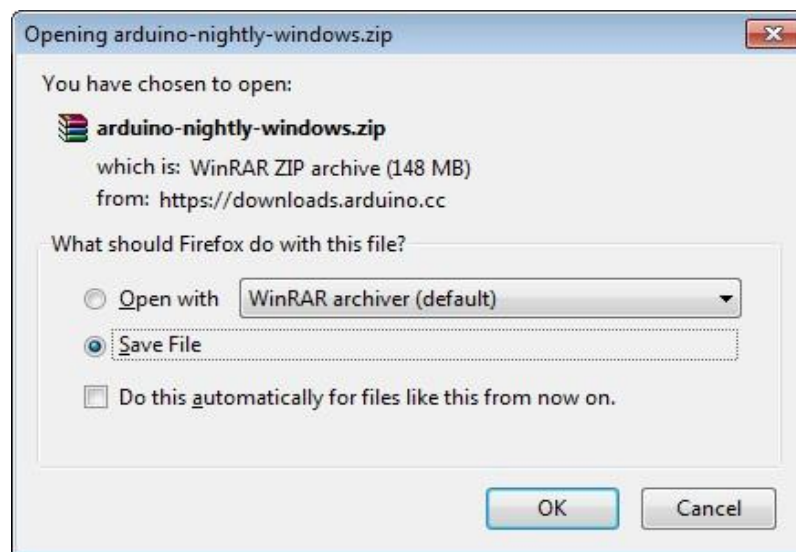 Opening arduino-nightly-windows.zip
You have chosen to open:
arduino-nightly-windows.zip
which is: WinRAR ZIP archive (148 MB)
from: https://downloads.arduino.cc
What should Firefox do with this file?
Open with WinRAR archiver (default)
Save File
Do this automatically for files like this from now on.
OK Cancel